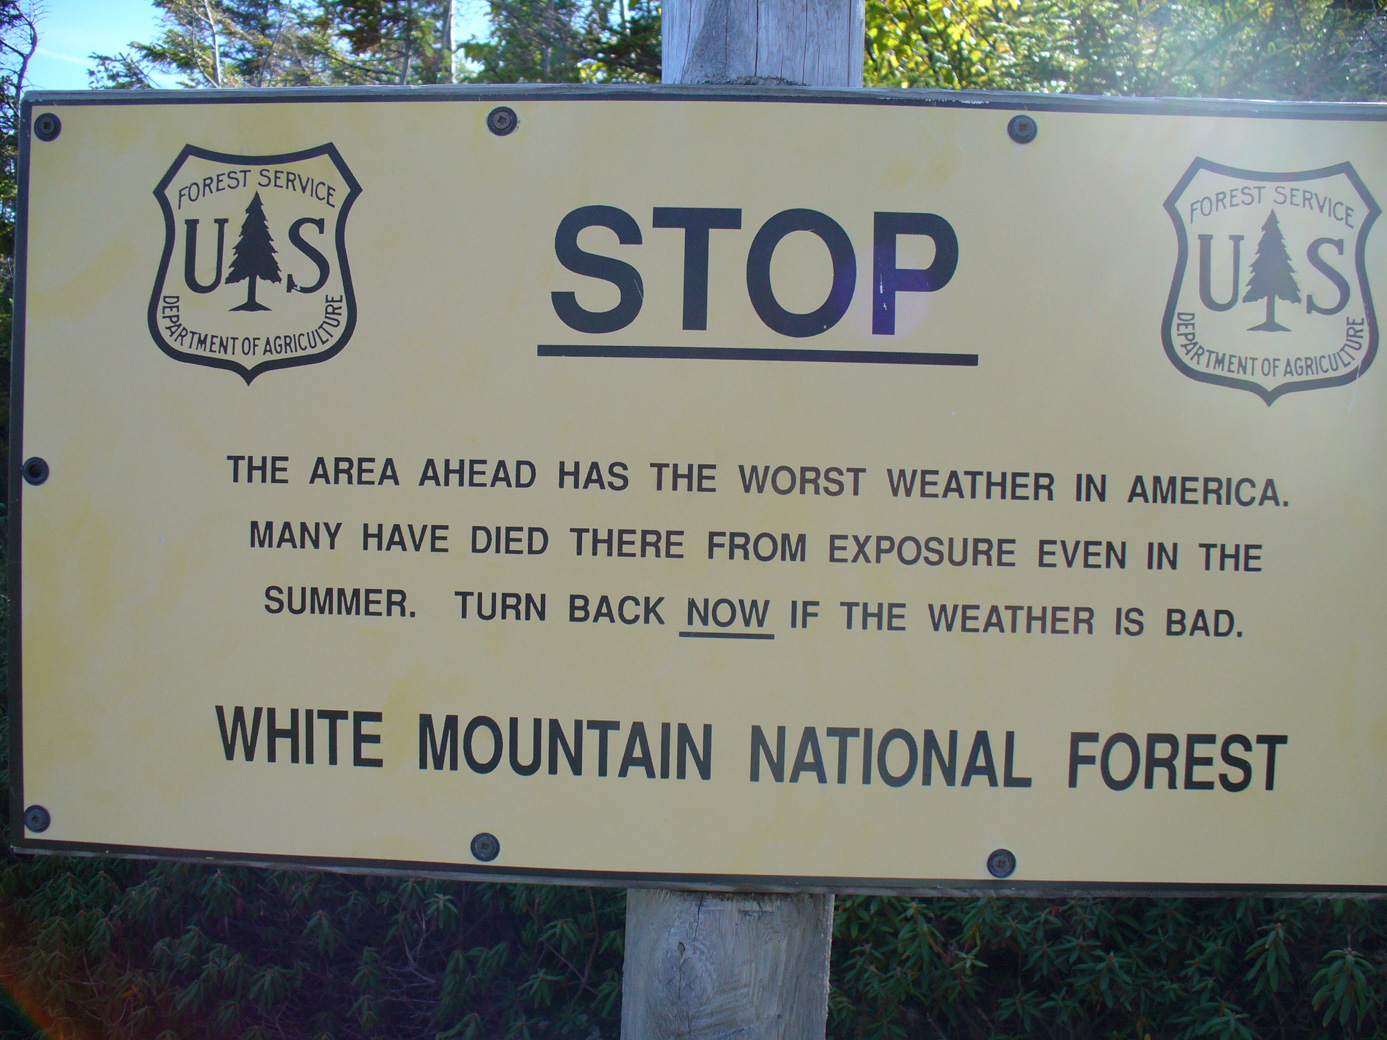 FOREST SERVICE
US
DEPARTMENT OF AGRICULTURE
STOP
FOREST SERVICE
US
DEPARTMENT OF AGRICULTURE
THE AREA AHEAD HAS THE WORST WEATHER IN AMERICA.
MANY HAVE DIED THERE FROM EXPOSURE EVEN IN THE
SUMMER. TURN BACK NOW IF THE WEATHER IS BAD.
WHITE MOUNTAIN NATIONAL FOREST